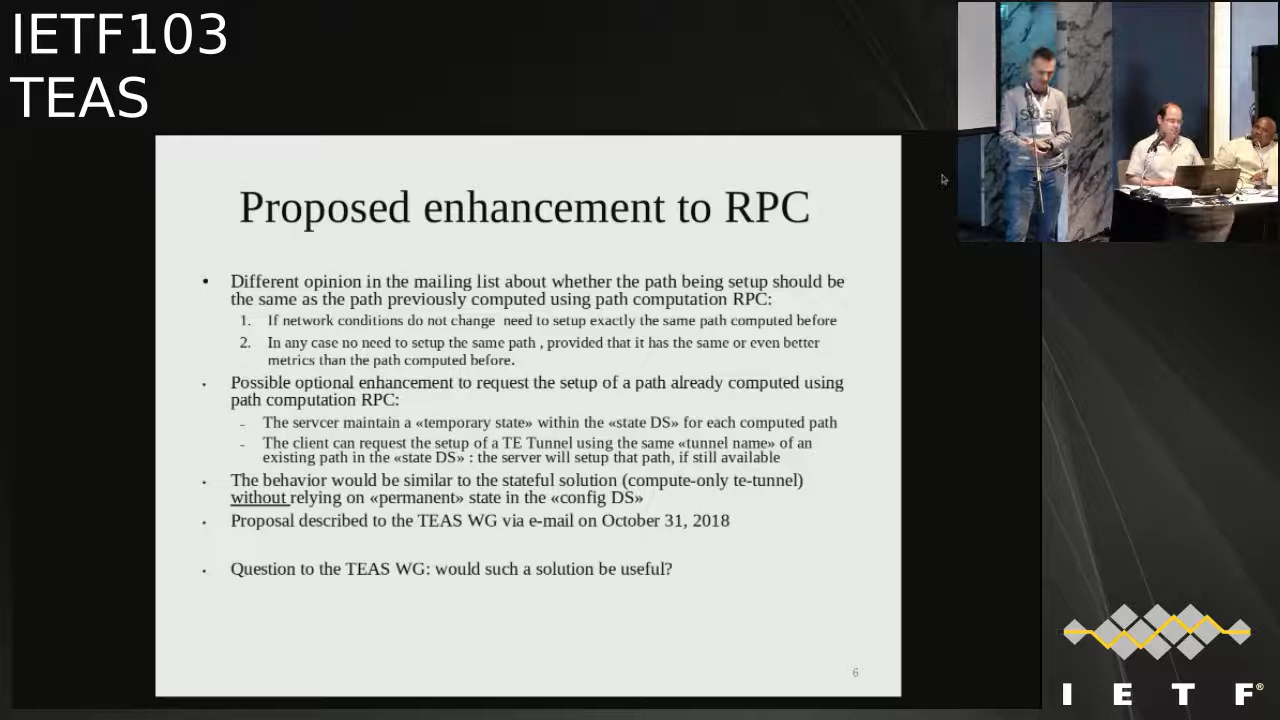 IETF103
TEAS
Proposed enhancement to RPC
• Different opinion in the mailing list about whether the path being setup should be
the same as the path previously computed using path computation RPC:
1. If network conditions do not change need to setup exactly the same path computed before
2. In any case no need to setup the same path , provided that it has the same or even better
metrics than the path computed before.
• Possible optional enhancement to request the setup of a path already computed using
path computation RPC:
– The servcer maintain a «temporary state» within the «state DS» for each computed path
– The client can request the setup of a TE Tunnel using the same «tunnel name» of an
existing path in the «state DS» : the server will setup that path, if still available
• The behavior would be similar to the stateful solution (compute-only te-tunnel)
without relying on «permanent» state in the «config DS»
• Proposal described to the TEAS WG via e-mail on October 31, 2018
• Question to the TEAS WG: would such a solution be useful?
6
I E T F®